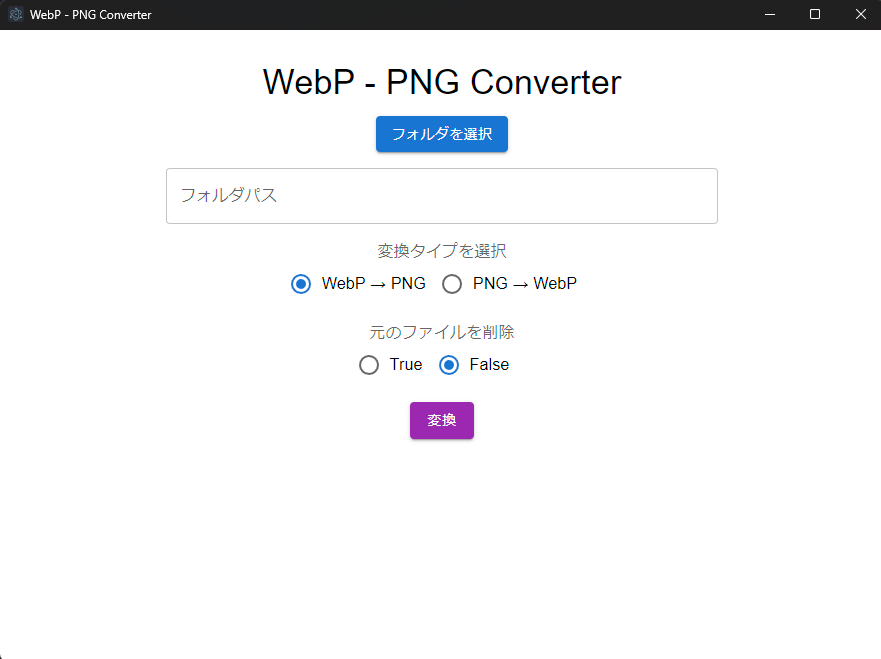 WebP - PNG Converter
WebP - PNG Converter
フォルダを選択
フォルダパス
変換タイプを選択
WebP → PNG PNG → WebP
元のファイルを削除
True False
変換